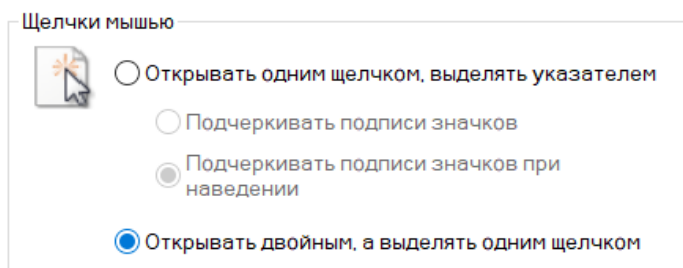 Щелчки мышью
Открывать одним щелчком, выделять указателем
Подчеркивать подписи значков
Подчеркивать подписи значков при
наведении
Открывать двойным, а выделять одним щелчком